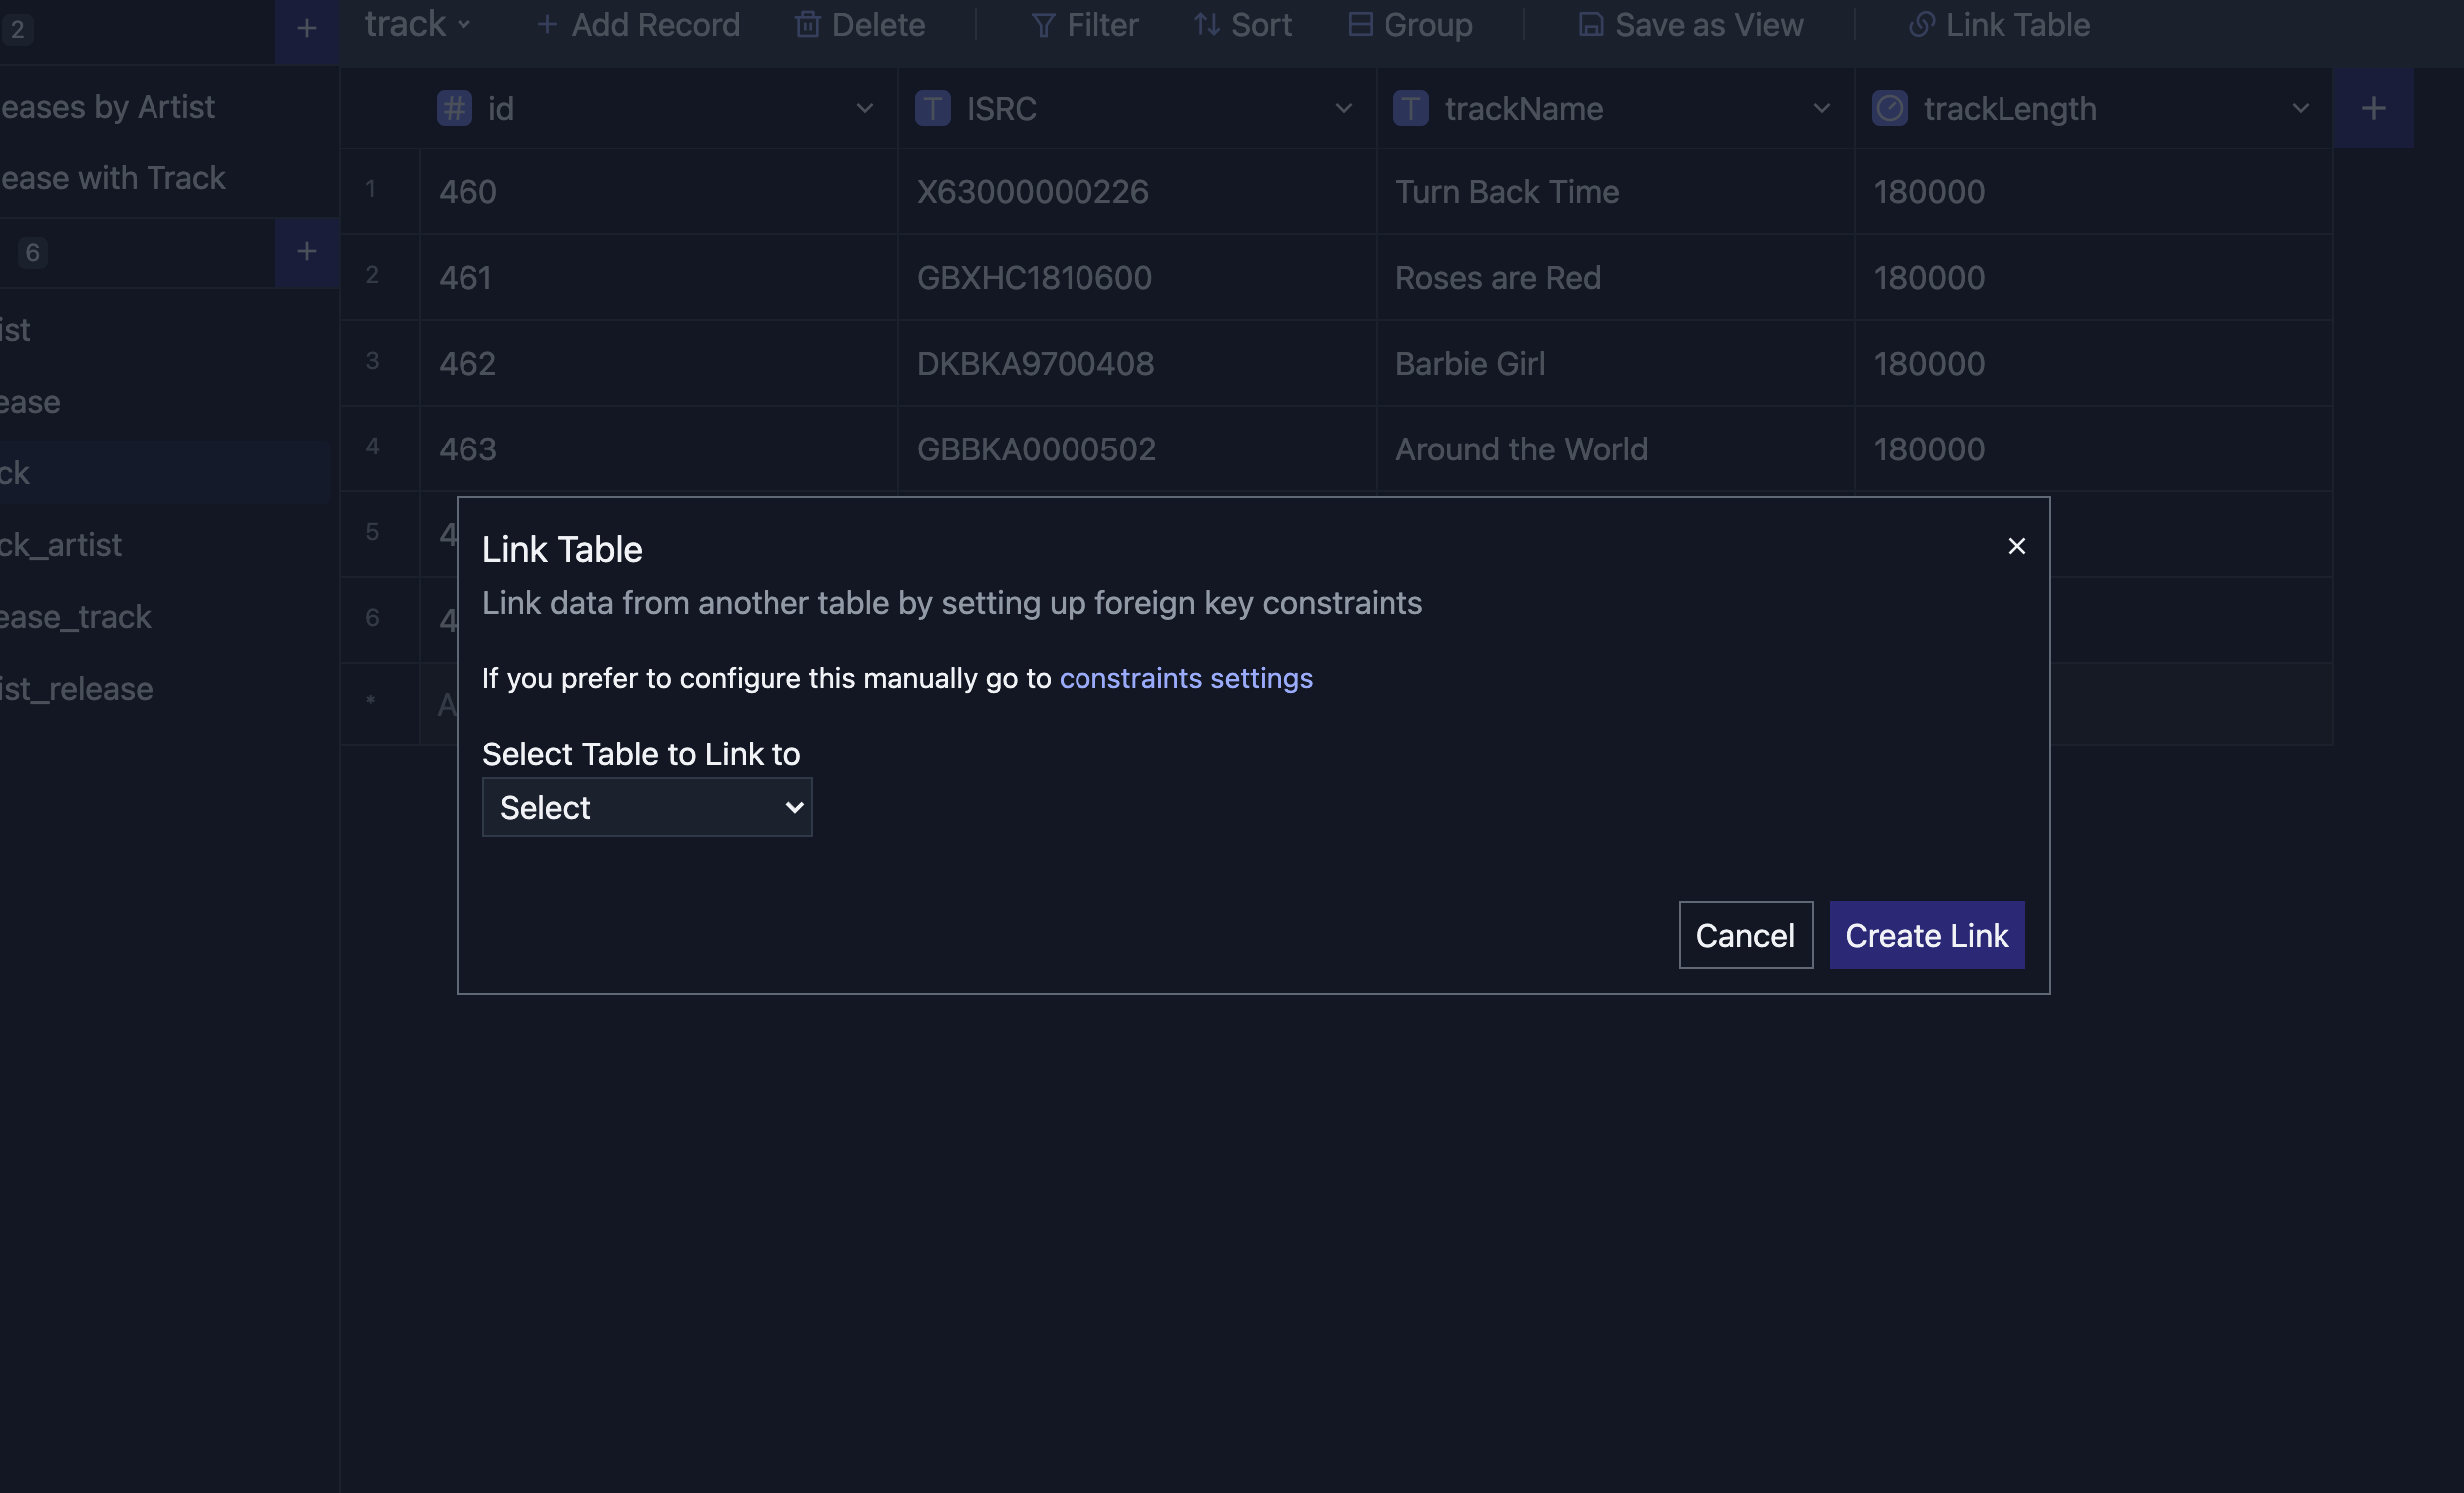 2
track
Add Record
Delete
Filter
Sort
Group
Save as View
Link Table
eases by Artist
ease with Track
6
ist
ease
ck
ck_artist
ease_track
ist_release
# id
T ISRC
T trackName
trackLength
1 460 X63000000226 Turn Back Time 180000
2 461 GBXHC1810600 Roses are Red 180000
3 462 DKBKA9700408 Barbie Girl 180000
4 463 GBBKA0000502 Around the World 180000
5 4
6 4
* A
Link Table
Link data from another table by setting up foreign key constraints
If you prefer to configure this manually go to constraints settings
Select Table to Link to
Select
Cancel
Create Link